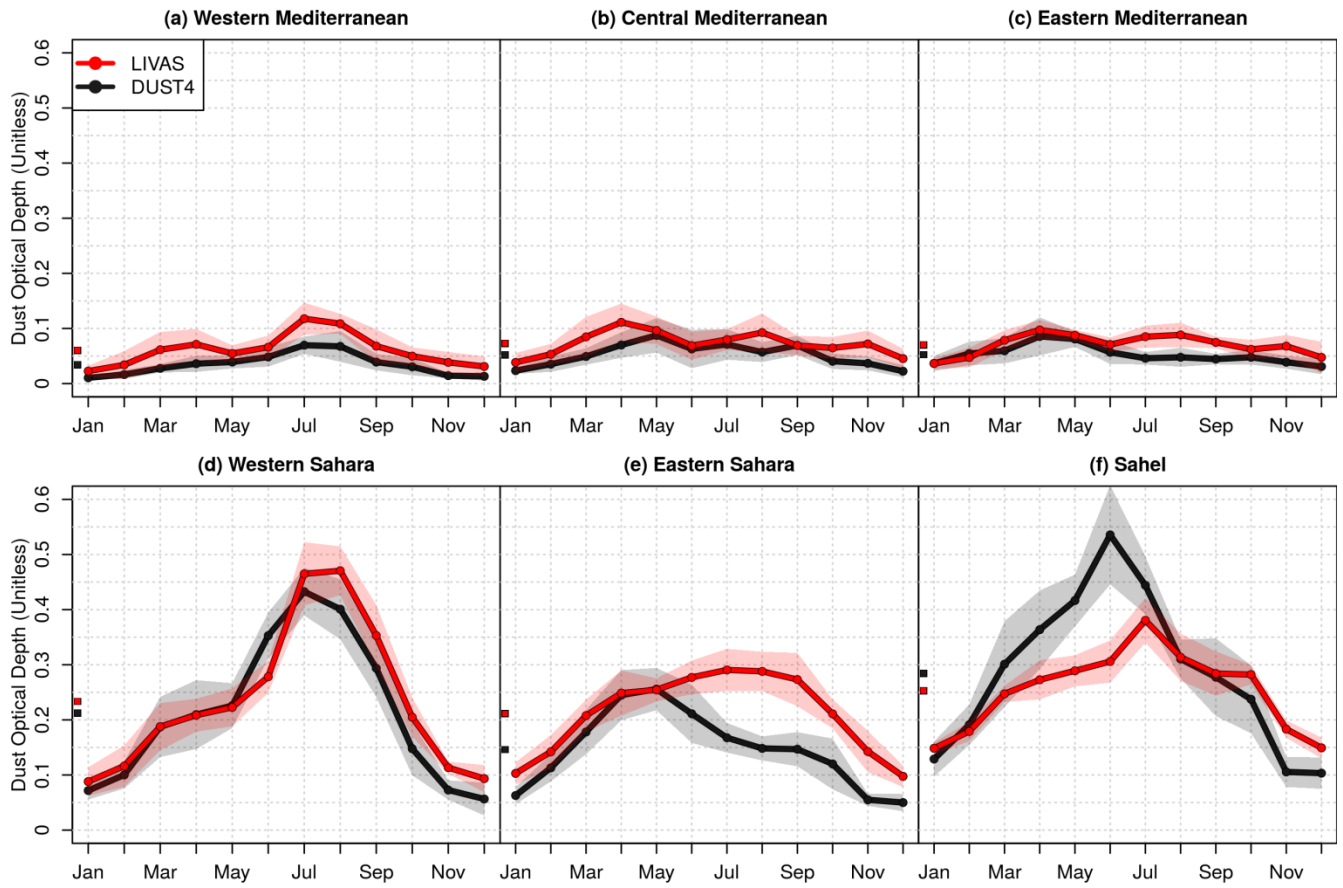 (a) Western Mediterranean
(b) Central Mediterranean
(c) Eastern Mediterranean
LIVAS
DUST4
Dust Optical Depth (Unitless)
0.6
0.5
0.4
0.3
0.2
0.1
0
Jan Mar May Jul Sep Nov
Jan Mar May Jul Sep Nov
Jan Mar May Jul Sep Nov
(d) Western Sahara
(e) Eastern Sahara
(f) Sahel
Dust Optical Depth (Unitless)
0.6
0.5
0.4
0.3
0.2
0.1
0
Jan Mar May Jul Sep Nov
Jan Mar May Jul Sep Nov
Jan Mar May Jul Sep Nov